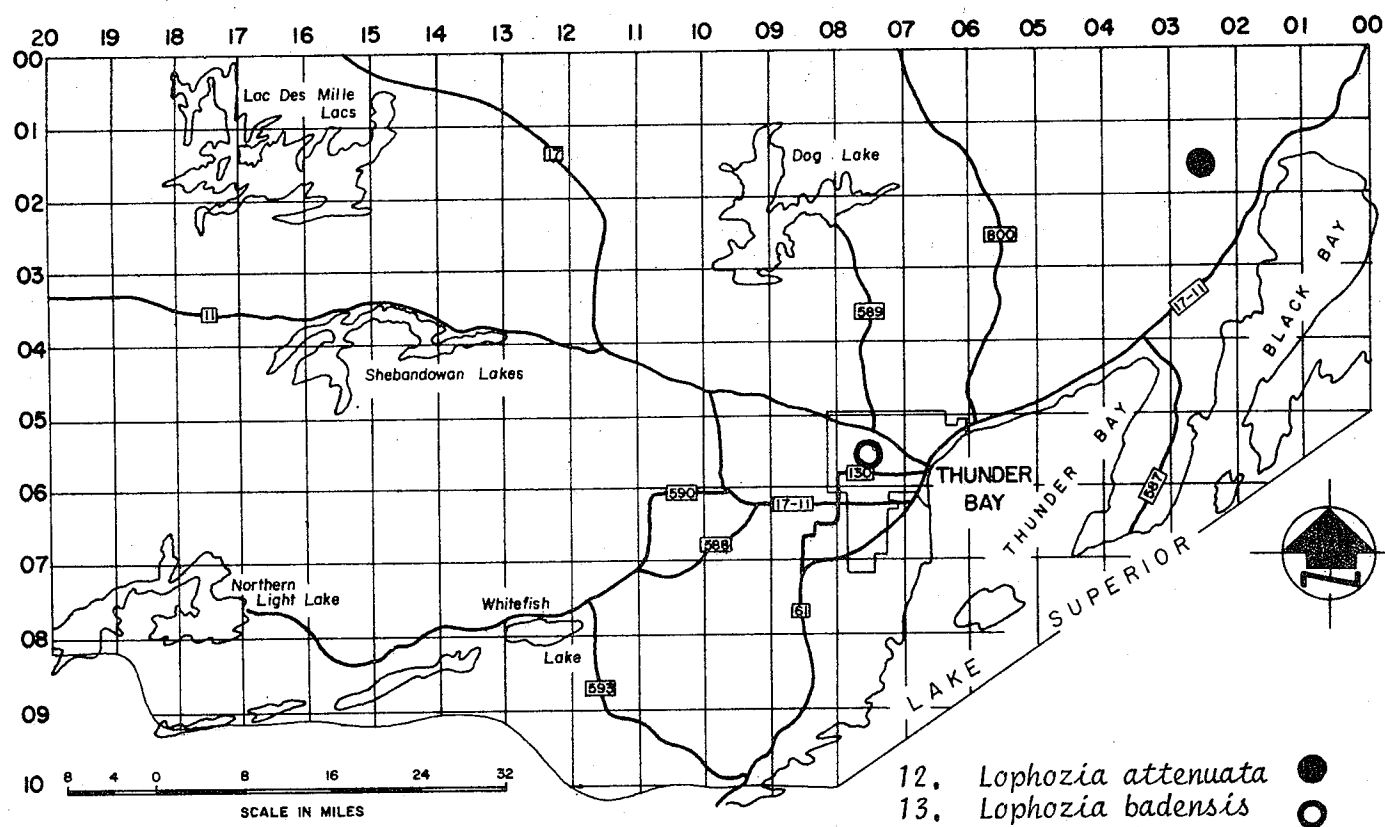 20 19 18 17 16 15 14 13 12 11 10 09 08 07 06 05 04 03 02 01 00
00
01
02
03
04
05
06
07
08
09
10
Lac Des Mille
Lacs
17
Dog Lake
800
589
11
Shebandowan Lakes
17-11
BLACK BAY
130
THUNDER
BAY
THUNDER BAY
587
590
17-11
588
Northern
Light Lake
Whitefish
Lake
61
593
LAKE SUPERIOR
N
8 4 0 8 16 24 32
SCALE IN MILES
12. Lophozia attenuata
13. Lophozia badensis